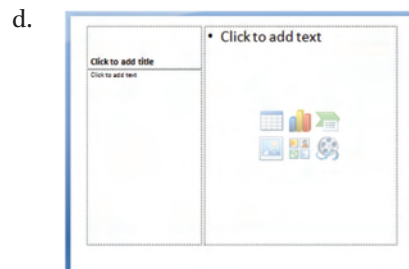 d.
• Click to add text
Click to add title
Click to add text